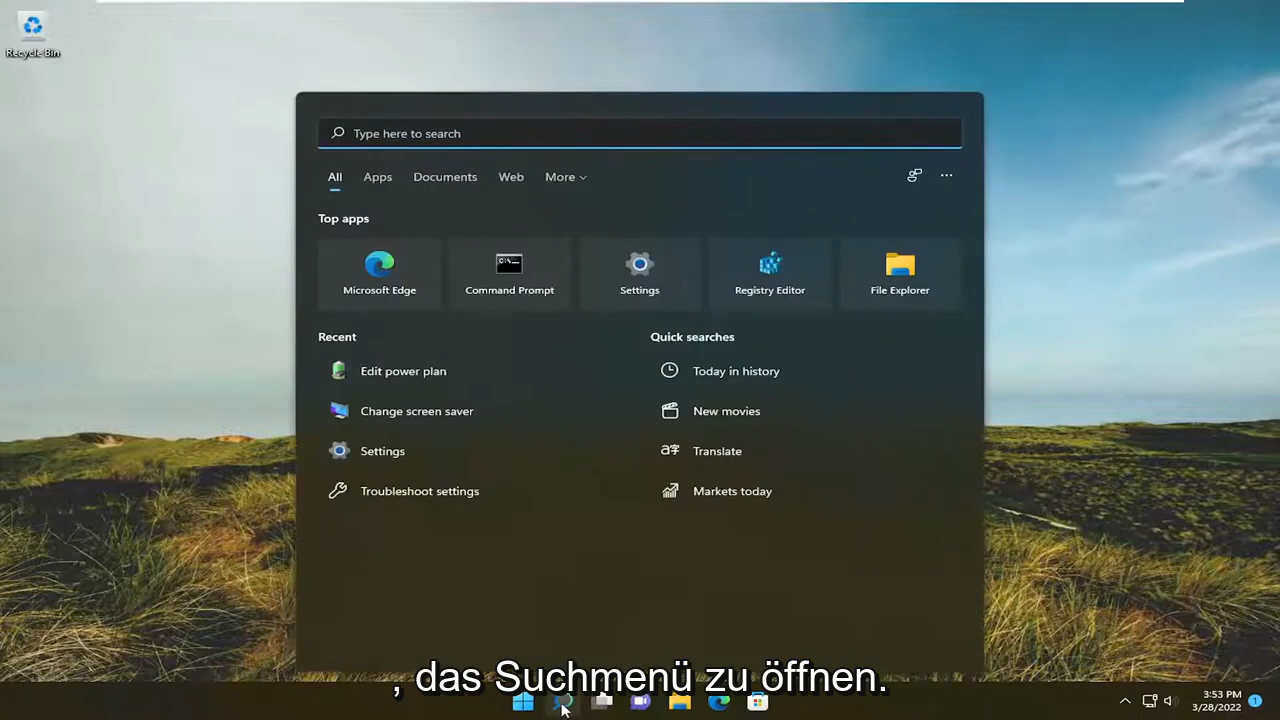 Recycle Bin
Type here to search
All Apps Documents Web More
Top apps
Microsoft Edge Command Prompt Settings Registry Editor File Explorer
Recent Quick searches
Edit power plan Today in history
Change screen saver New movies
Settings Translate
Troubleshoot settings Markets today
, das Suchmenü zu öffnen.
3:53 PM
3/28/2022
1